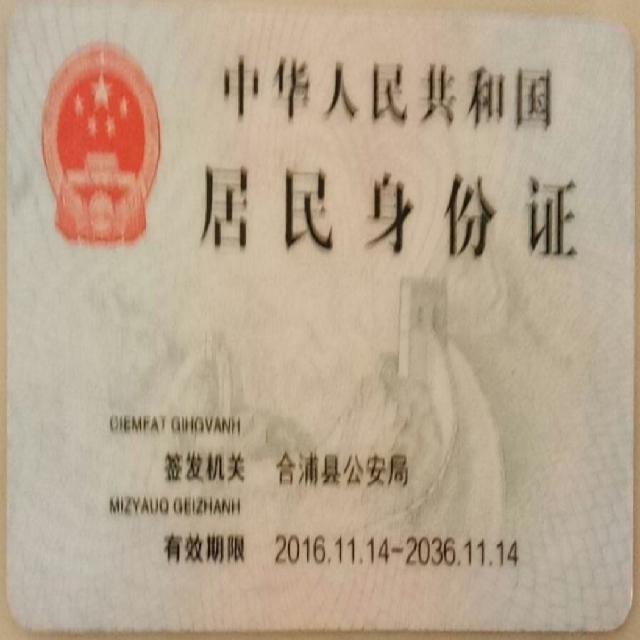 中华人民共和国
居民身份证
CIEMFAT GIHGVANH
签发机关 合浦县公安局
MIZYAUQ GEIZHANH
有效期限 2016.11.14-2036.11.14